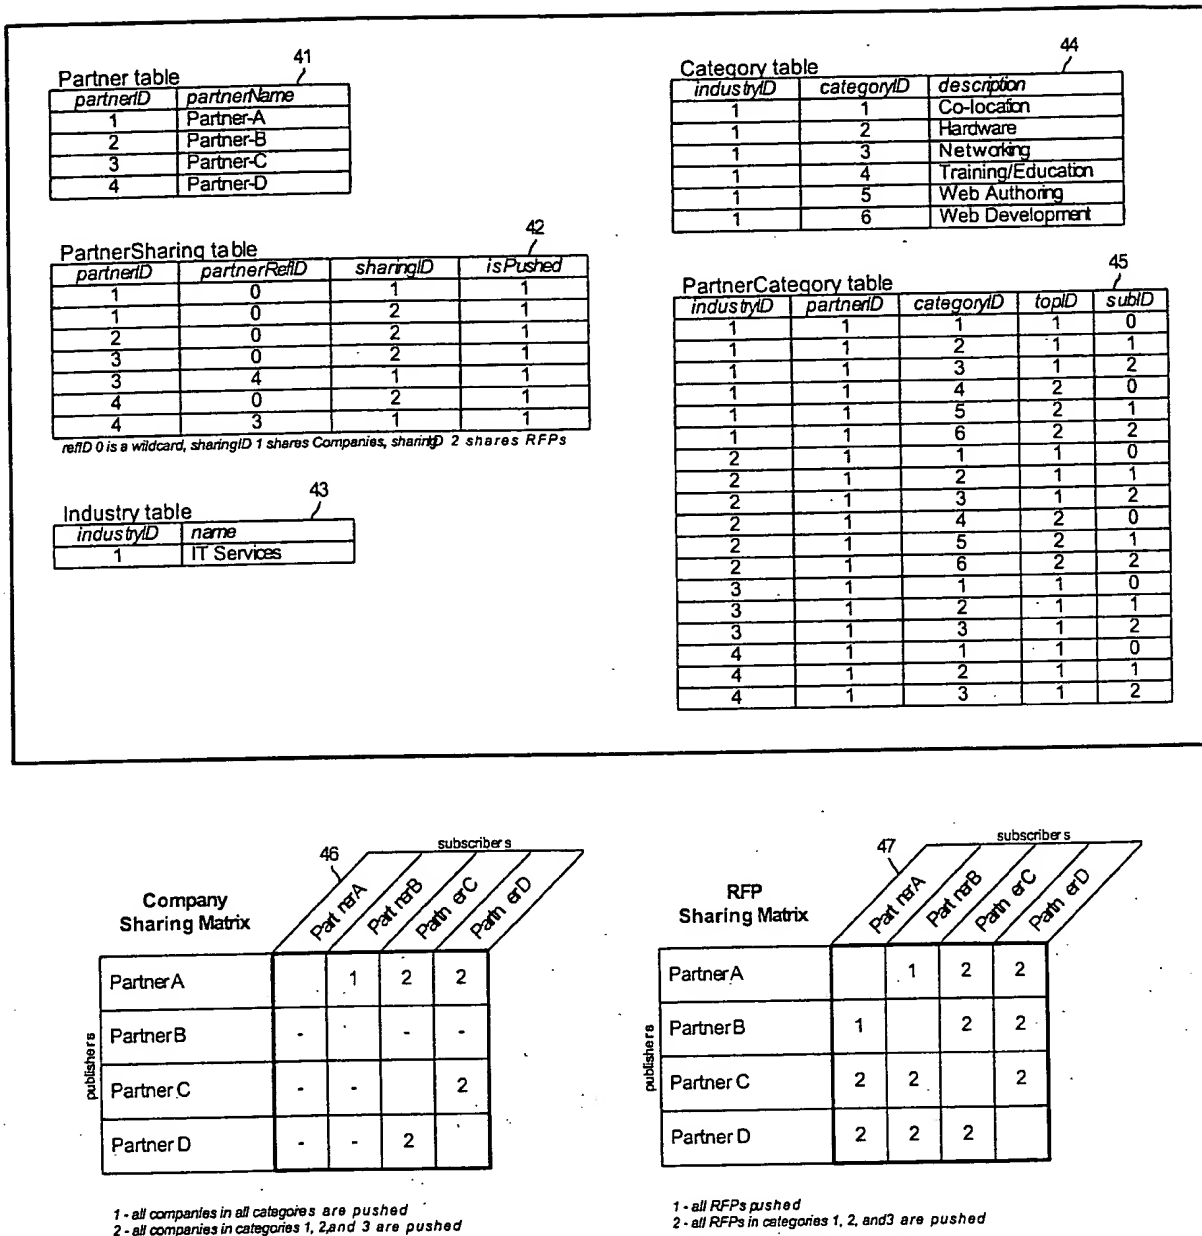 41
Partner table
partnerID partnerName
1 Partner-A
2 Partner-B
3 Partner-C
4 Partner-D
42
PartnerSharing table
partnerID partnerRefID sharingID isPushed
1 0 1 1
1 0 2 1
2 0 2 1
3 0 2 1
3 4 1 1
4 0 2 1
4 3 1 1
refID 0 is a wildcard, sharingID 1 shares Companies, sharingID 2 shares RFPs
43
Industry table
industryID name
1 IT Services
44
Category table
industryID categoryID description
1 1 Co-location
1 2 Hardware
1 3 Networking
1 4 Training/Education
1 5 Web Authoring
1 6 Web Development
45
PartnerCategory table
industryID partnerID categoryID topID subID
1 1 1 1 0
1 1 2 1 1
1 1 3 1 2
1 1 4 2 0
1 1 5 2 1
1 1 6 2 2
2 1 1 1 0
2 1 2 1 1
2 1 3 1 2
2 1 4 2 0
2 1 5 2 1
2 1 6 2 2
3 1 1 1 0
3 1 2 1 1
3 1 3 1 2
4 1 1 1 0
4 1 2 1 1
4 1 3 1 2
46
subscribers
Company
Sharing Matrix
PartnerA PartnerB PartnerC PartnerD
publishers
PartnerA 1 2 2
PartnerB - - -
Partner C - - 2
Partner D - - 2
1 - all companies in all categories are pushed
2 - all companies in categories 1, 2,and 3 are pushed
47
subscribers
RFP
Sharing Matrix
PartnerA PartnerB PartnerC PartnerD
publishers
PartnerA 1 2 2
PartnerB 1 2 2
Partner C 2 2 2
Partner D 2 2 2
1 - all RFPs pushed
2 - all RFPs in categories 1, 2, and3 are pushed